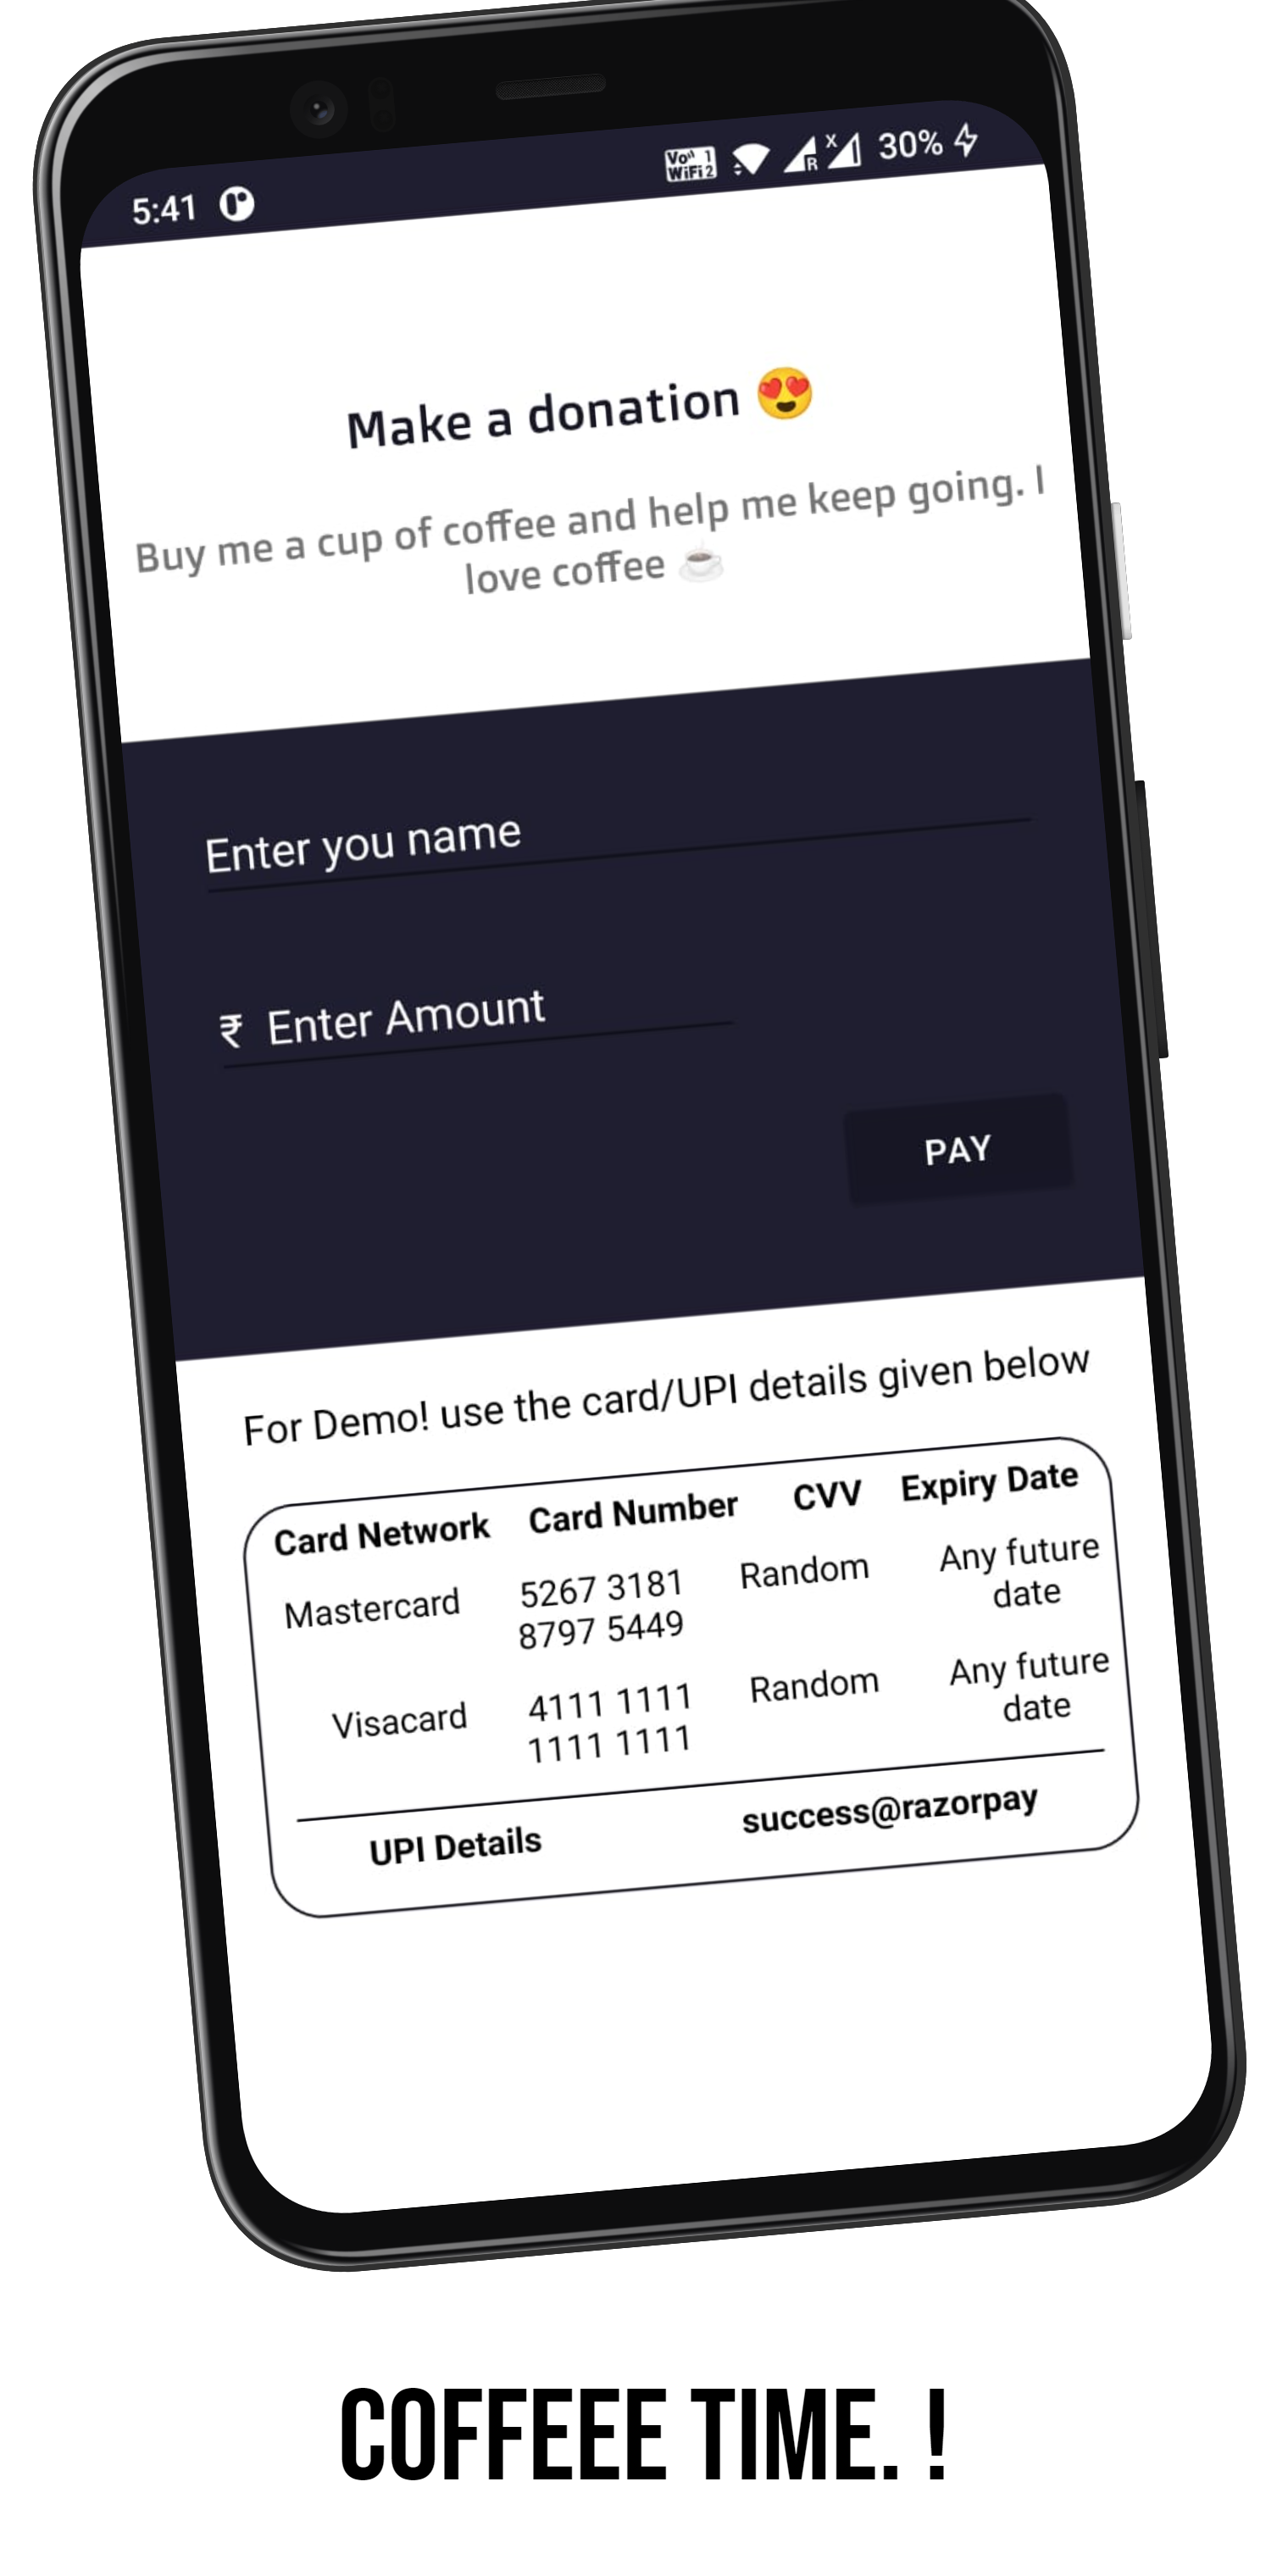 5:41 Vo 1 WiFi 2 R X 30%
Make a donation 😍
Buy me a cup of coffee and help me keep going. I
love coffee ☕
Enter you name
₹ Enter Amount
PAY
For Demo! use the card/UPI details given below
Card Network Card Number CVV Expiry Date
Mastercard 5267 3181 Random Any future
8797 5449 date
Visacard 4111 1111 Random Any future
1111 1111 date
UPI Details success@razorpay
COFFEEE TIME. !